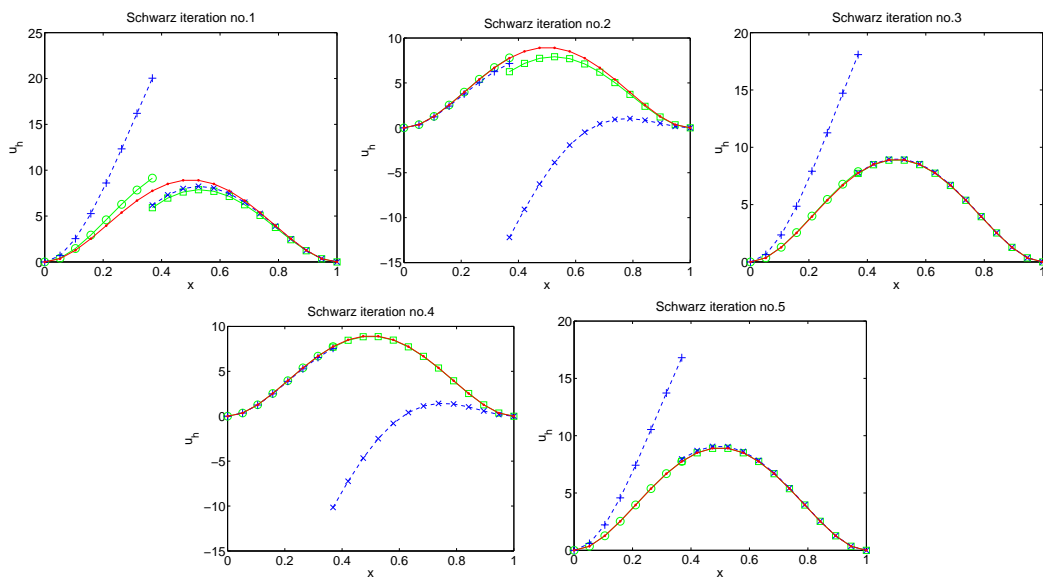 Schwarz iteration no.1
25
20
15
10
5
0
u_h
0 0.2 0.4 0.6 0.8 1
x
Schwarz iteration no.2
10
5
0
−5
−10
−15
u_h
0 0.2 0.4 0.6 0.8 1
x
Schwarz iteration no.3
20
15
10
5
0
u_h
0 0.2 0.4 0.6 0.8 1
x
Schwarz iteration no.4
10
5
0
−5
−10
−15
u_h
0 0.2 0.4 0.6 0.8 1
x
Schwarz iteration no.5
20
15
10
5
0
u_h
0 0.2 0.4 0.6 0.8 1
x